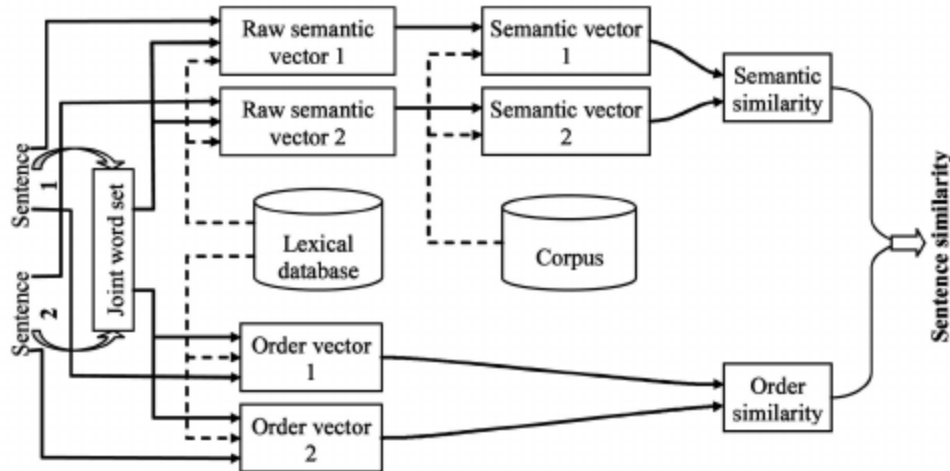 Sentence 1
Sentence 2
Joint word set
Raw semantic
vector 1
Raw semantic
vector 2
Semantic vector
1
Semantic vector
2
Semantic
similarity
Lexical
database
Corpus
Order vector
1
Order vector
2
Order
similarity
Sentence similarity